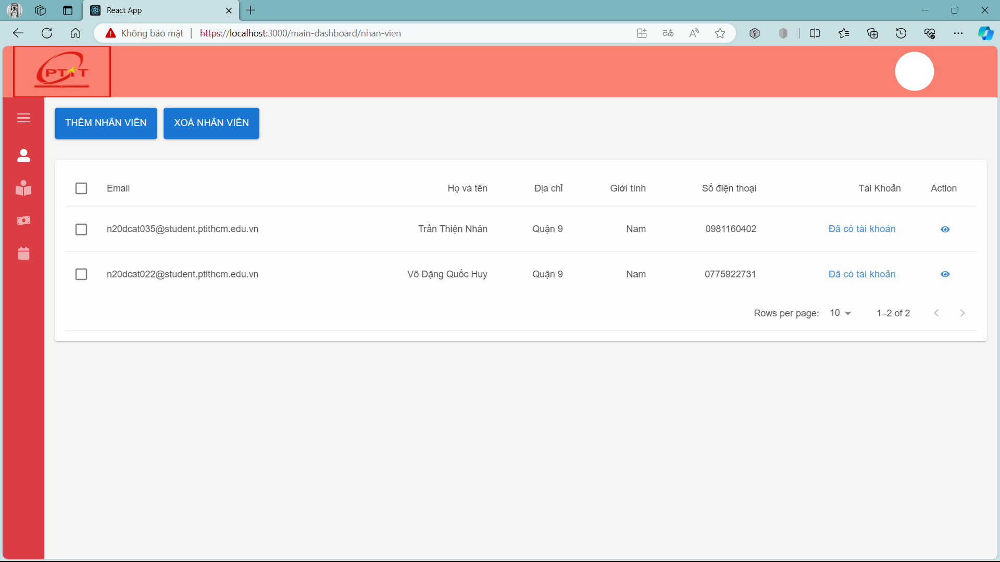 React App
Không bảo mật | https://localhost:3000/main-dashboard/nhan-vien
PTIT
THÊM NHÂN VIÊN XOÁ NHÂN VIÊN
Email Họ và tên Địa chỉ Giới tính Số điện thoại Tài Khoản Action
n20dcat035@student.ptithcm.edu.vn Trần Thiện Nhân Quận 9 Nam 0981160402 Đã có tài khoản
n20dcat022@student.ptithcm.edu.vn Võ Đặng Quốc Huy Quận 9 Nam 0775922731 Đã có tài khoản
Rows per page: 10 1–2 of 2